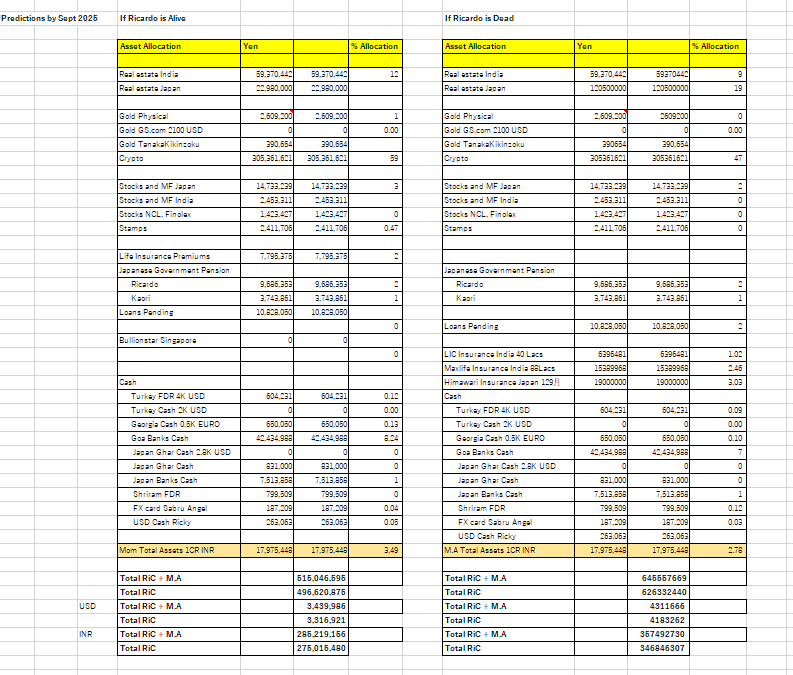 Predictions by Sept 2025 If Ricardo is Alive If Ricardo is Dead
Asset Allocation Yen % Allocation Asset Allocation Yen % Allocation
Real estate India 59,370,442 59,370,442 12 Real estate India 59,370,442 59370442 9
Real estate Japan 22,980,000 22,980,000 Real estate Japan 120500000 120500000 19
Gold Physical 2,609,200 2,609,200 1 Gold Physical 2,609,200 2609200 0
Gold GS.com 2100 USD 0 0 0.00 Gold GS.com 2100 USD 0 0 0.00
Gold TanakaKikinzoku 390,654 390,654 Gold TanakaKikinzoku 390654 390,654
Crypto 305,361,621 305,361,621 59 Crypto 305361621 305361621 47
Stocks and MF Japan 14,733,239 14,733,239 3 Stocks and MF Japan 14,733,239 14,733,239 2
Stocks and MF India 2,453,311 2,453,311 Stocks and MF India 2,453,311 2,453,311 0
Stocks NCL, Finolex 1,423,427 1,423,427 0 Stocks NCL, Finolex 1,423,427 1,423,427 0
Stamps 2,411,706 2,411,706 0.47 Stamps 2,411,706 2,411,706 0
Life Insurance Premiums 7,795,375 7,795,375 2
Japanese Government Pension Japanese Government Pension
Ricardo 9,686,353 9,686,353 2 Ricardo 9,686,353 9,686,353 2
Kaori 3,743,861 3,743,861 1 Kaori 3,743,861 3,743,861 1
Loans Pending 10,828,050 10,828,050
0 Loans Pending 10,828,050 10,828,050 2
Bullionstar Singapore 0 0
0 LIC Insurance India 40 Lacs 6396481 6396481 1.02
Maxlife Insurance India 88Lacs 15389968 15389968 2.46
Cash Himawari Insurance Japan 129月 19000000 19000000 3.03
Turkey FDR 4K USD 604,231 604,231 0.12 Cash
Turkey Cash 2K USD 0 0 0.00 Turkey FDR 4K USD 604,231 604,231 0.09
Georgia Cash 0.5K EURO 650,050 650,050 0.13 Turkey Cash 2K USD 0 0 0.00
Goa Banks Cash 42,434,988 42,434,988 8.24 Georgia Cash 0.5K EURO 650,050 650,050 0.10
Japan Ghar Cash 2.8K USD 0 0 0 Goa Banks Cash 42,434,988 42,434,988 7
Japan Ghar Cash 831,000 831,000 0 Japan Ghar Cash 2.8K USD 0 0 0
Japan Banks Cash 7,513,858 7,513,858 1 Japan Ghar Cash 831,000 831,000 0
Shriram FDR 799,509 799,509 0 Japan Banks Cash 7,513,858 7,513,858 1
FX card Sabru Angel 187,209 187,209 0.04 Shriram FDR 799,509 799,509 0.12
USD Cash Ricky 263,063 263,063 0.05 FX card Sabru Angel 187,209 187,209 0.03
USD Cash Ricky 263,063 263,063
Mom Total Assets 1CR INR 17,975,448 17,975,448 3.49 M.A Total Assets 1CR INR 17,975,448 17,975,448 2.78
Total RiC + M.A 515,046,595 Total RiC + M.A 645557669
Total RiC 496,620,875 Total RiC 626332440
USD Total RiC + M.A 3,439,986 Total RiC + M.A 4311666
Total RiC 3,316,921 Total RiC 4183262
INR Total RiC + M.A 285,219,156 Total RiC + M.A 357492730
Total RiC 275,015,480 Total RiC 346846307